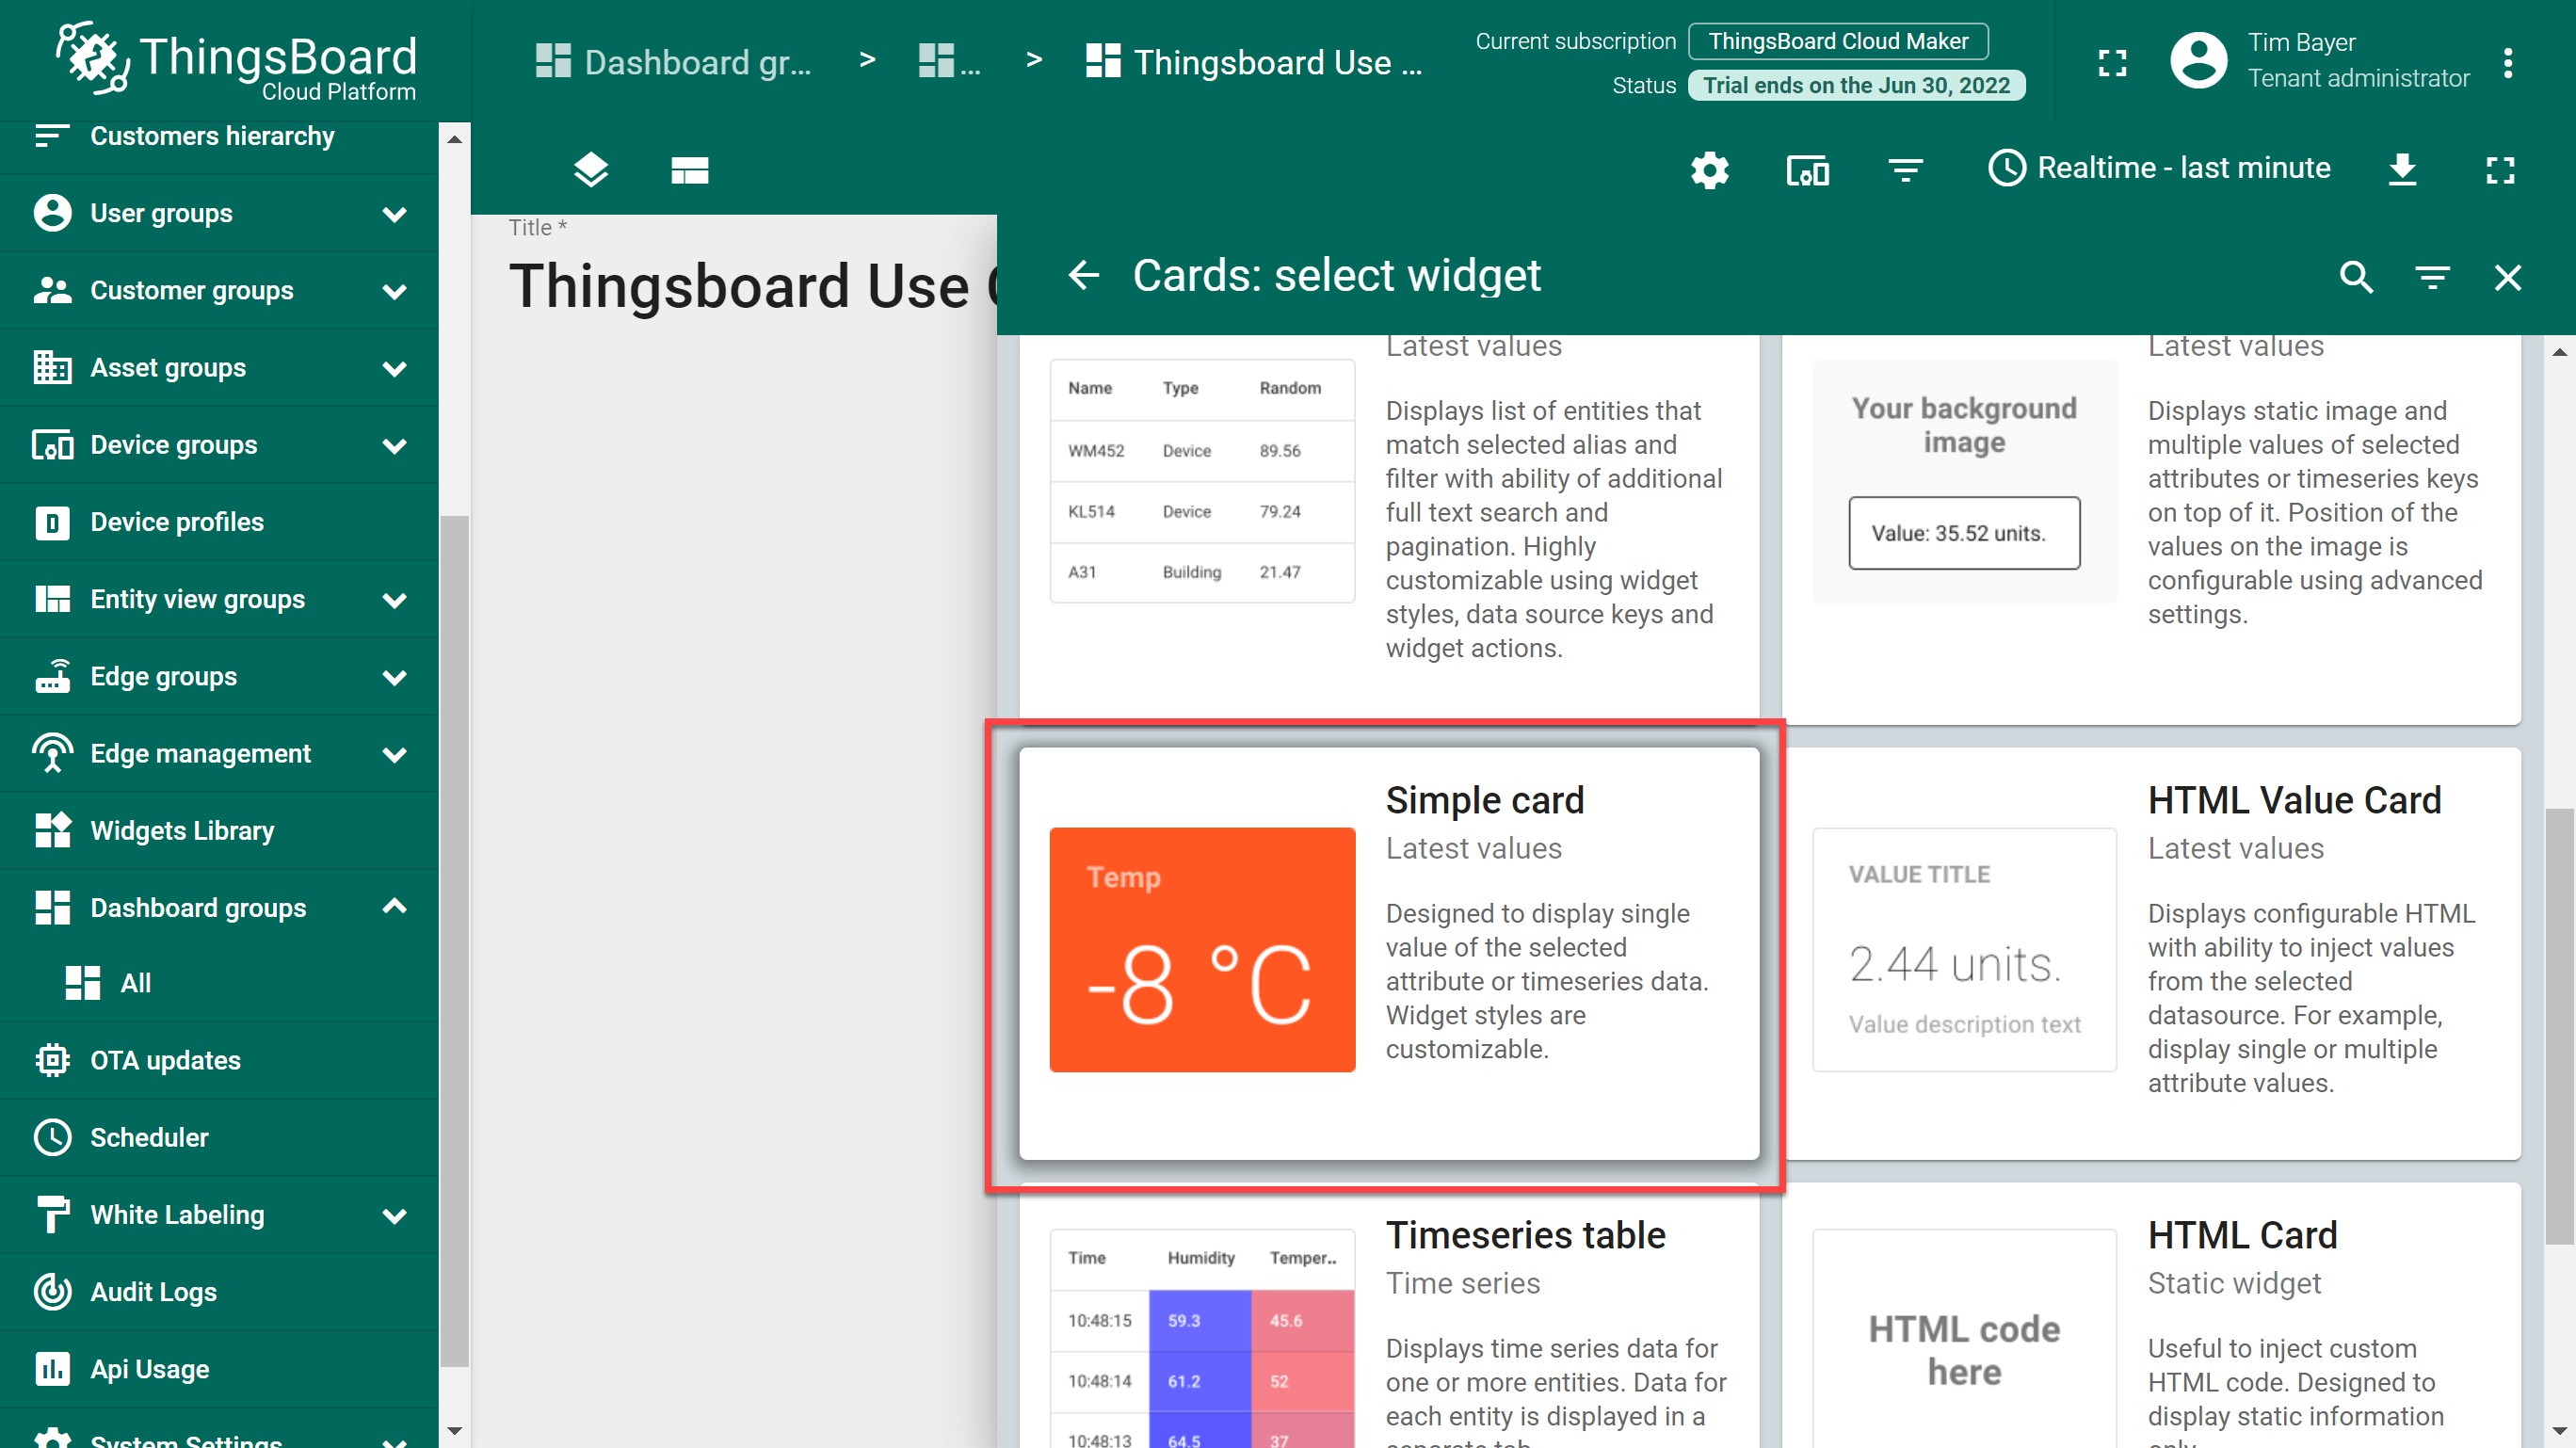 ThingsBoard
Cloud Platform
Dashboard gr...
>
...
>
Thingsboard Use ...
Current subscription
ThingsBoard Cloud Maker
Status
Trial ends on the Jun 30, 2022
Tim Bayer
Tenant administrator
Realtime - last minute
Customers hierarchy
User groups
Customer groups
Asset groups
Device groups
Device profiles
Entity view groups
Edge groups
Edge management
Widgets Library
Dashboard groups
All
OTA updates
Scheduler
White Labeling
Audit Logs
Api Usage
System Settings
Title *
Thingsboard Use
Cards: select widget
Latest values
Name Type Random
WM452 Device 89.56
KL514 Device 79.24
A31 Building 21.47
Displays list of entities that
match selected alias and
filter with ability of additional
full text search and
pagination. Highly
customizable using widget
styles, data source keys and
widget actions.
Latest values
Your background
image
Value: 35.52 units.
Displays static image and
multiple values of selected
attributes or timeseries keys
on top of it. Position of the
values on the image is
configurable using advanced
settings.
Simple card
Latest values
Temp
-8 °C
Designed to display single
value of the selected
attribute or timeseries data.
Widget styles are
customizable.
HTML Value Card
Latest values
VALUE TITLE
2.44 units.
Value description text
Displays configurable HTML
with ability to inject values
from the selected
datasource. For example,
display single or multiple
attribute values.
Timeseries table
Time series
Time Humidity Temper..
10:48:15 59.3 45.6
10:48:14 61.2 52
10:48:13 64.5 37
Displays time series data for
one or more entities. Data for
each entity is displayed in a
separate tab
HTML Card
Static widget
HTML code
here
Useful to inject custom
HTML code. Designed to
display static information
only.